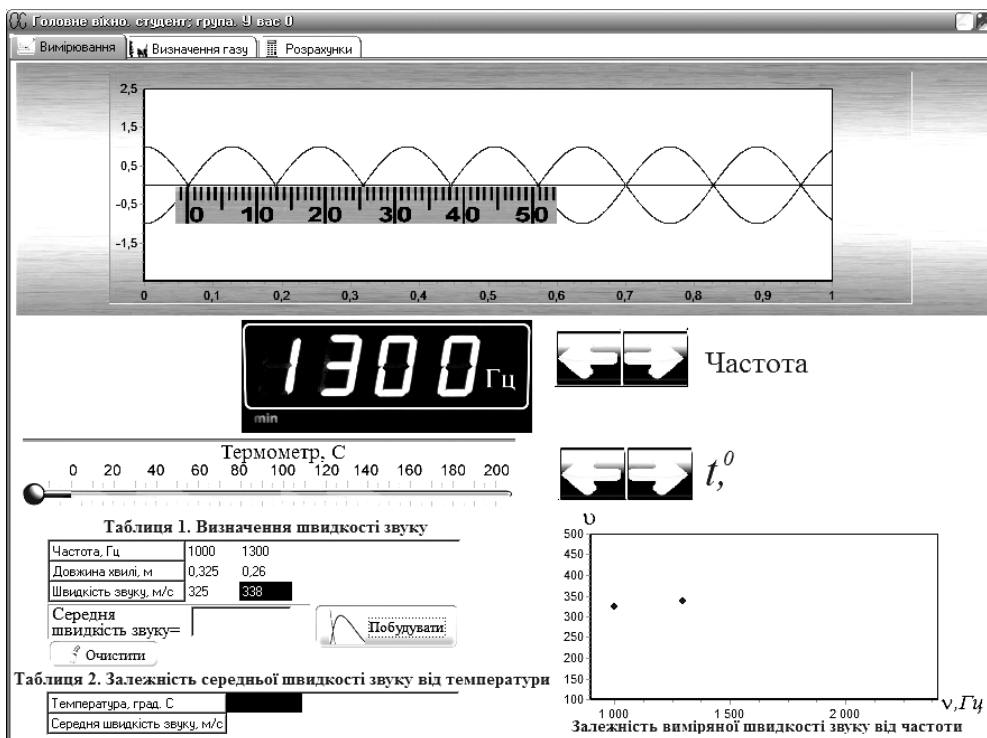 Головне вікно. студент; група. У вас 0
Вимірювання Визначення газу Розрахунки
2,5
1,5
0,5
-0,5
-1,5
0 10 20 30 40 50
0 0,1 0,2 0,3 0,4 0,5 0,6 0,7 0,8 0,9 1
1300 Гц
min
Частота
Термометр, С
0 20 40 60 80 100 120 140 160 180 200
t,⁰
Таблиця 1. Визначення швидкості звуку
Частота, Гц 1000 1300
Довжина хвилі, м 0,325 0,26
Швидкість звуку, м/с 325 338
Середня
швидкість звуку=
Побудувати
Очистити
Таблиця 2. Залежність середньої швидкості звуку від температури
Температура, град. С
Середня швидкість звуку, м/с
υ
500
450
400
350
300
250
200
150
100
1 000 1 500 2 000
ν,Гц
Залежність виміряної швидкості звуку від частоти